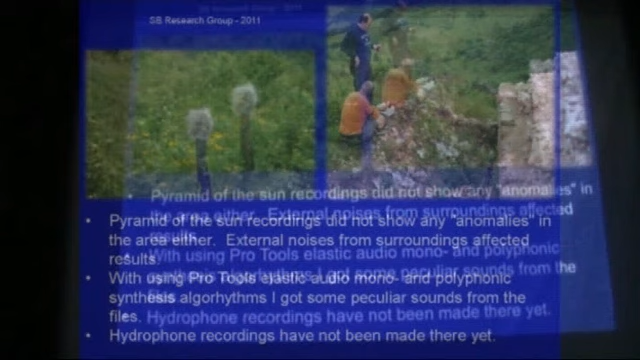 SB Research Group - 2011
• Pyramid of the sun recordings did not show any "anomalies" in
the area either. External noises from surroundings affected
results.
• With using Pro Tools elastic audio mono- and polyphonic
synthesis algorhythms I got some peculiar sounds from the
files.
• Hydrophone recordings have not been made there yet.